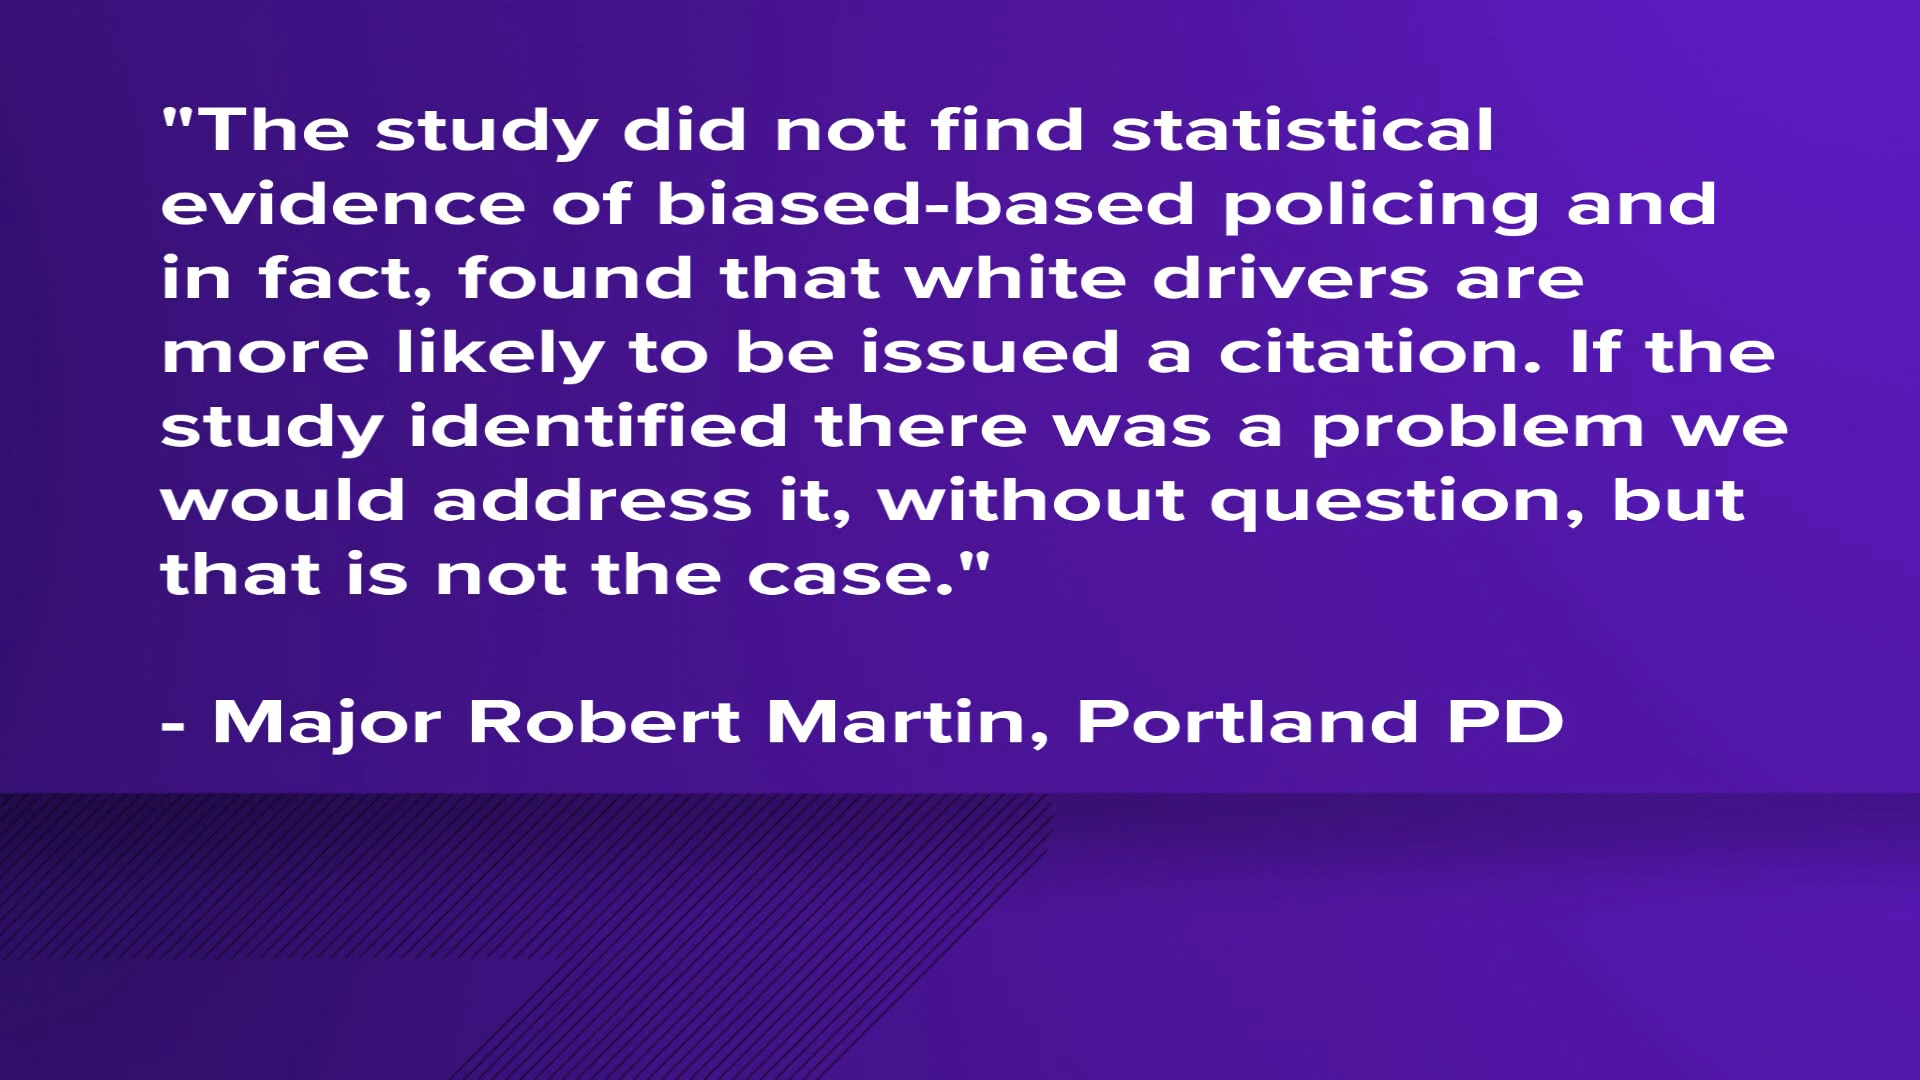 "The study did not find statistical
evidence of biased-based policing and
in fact, found that white drivers are
more likely to be issued a citation. If the
study identified there was a problem we
would address it, without question, but
that is not the case."
- Major Robert Martin, Portland PD